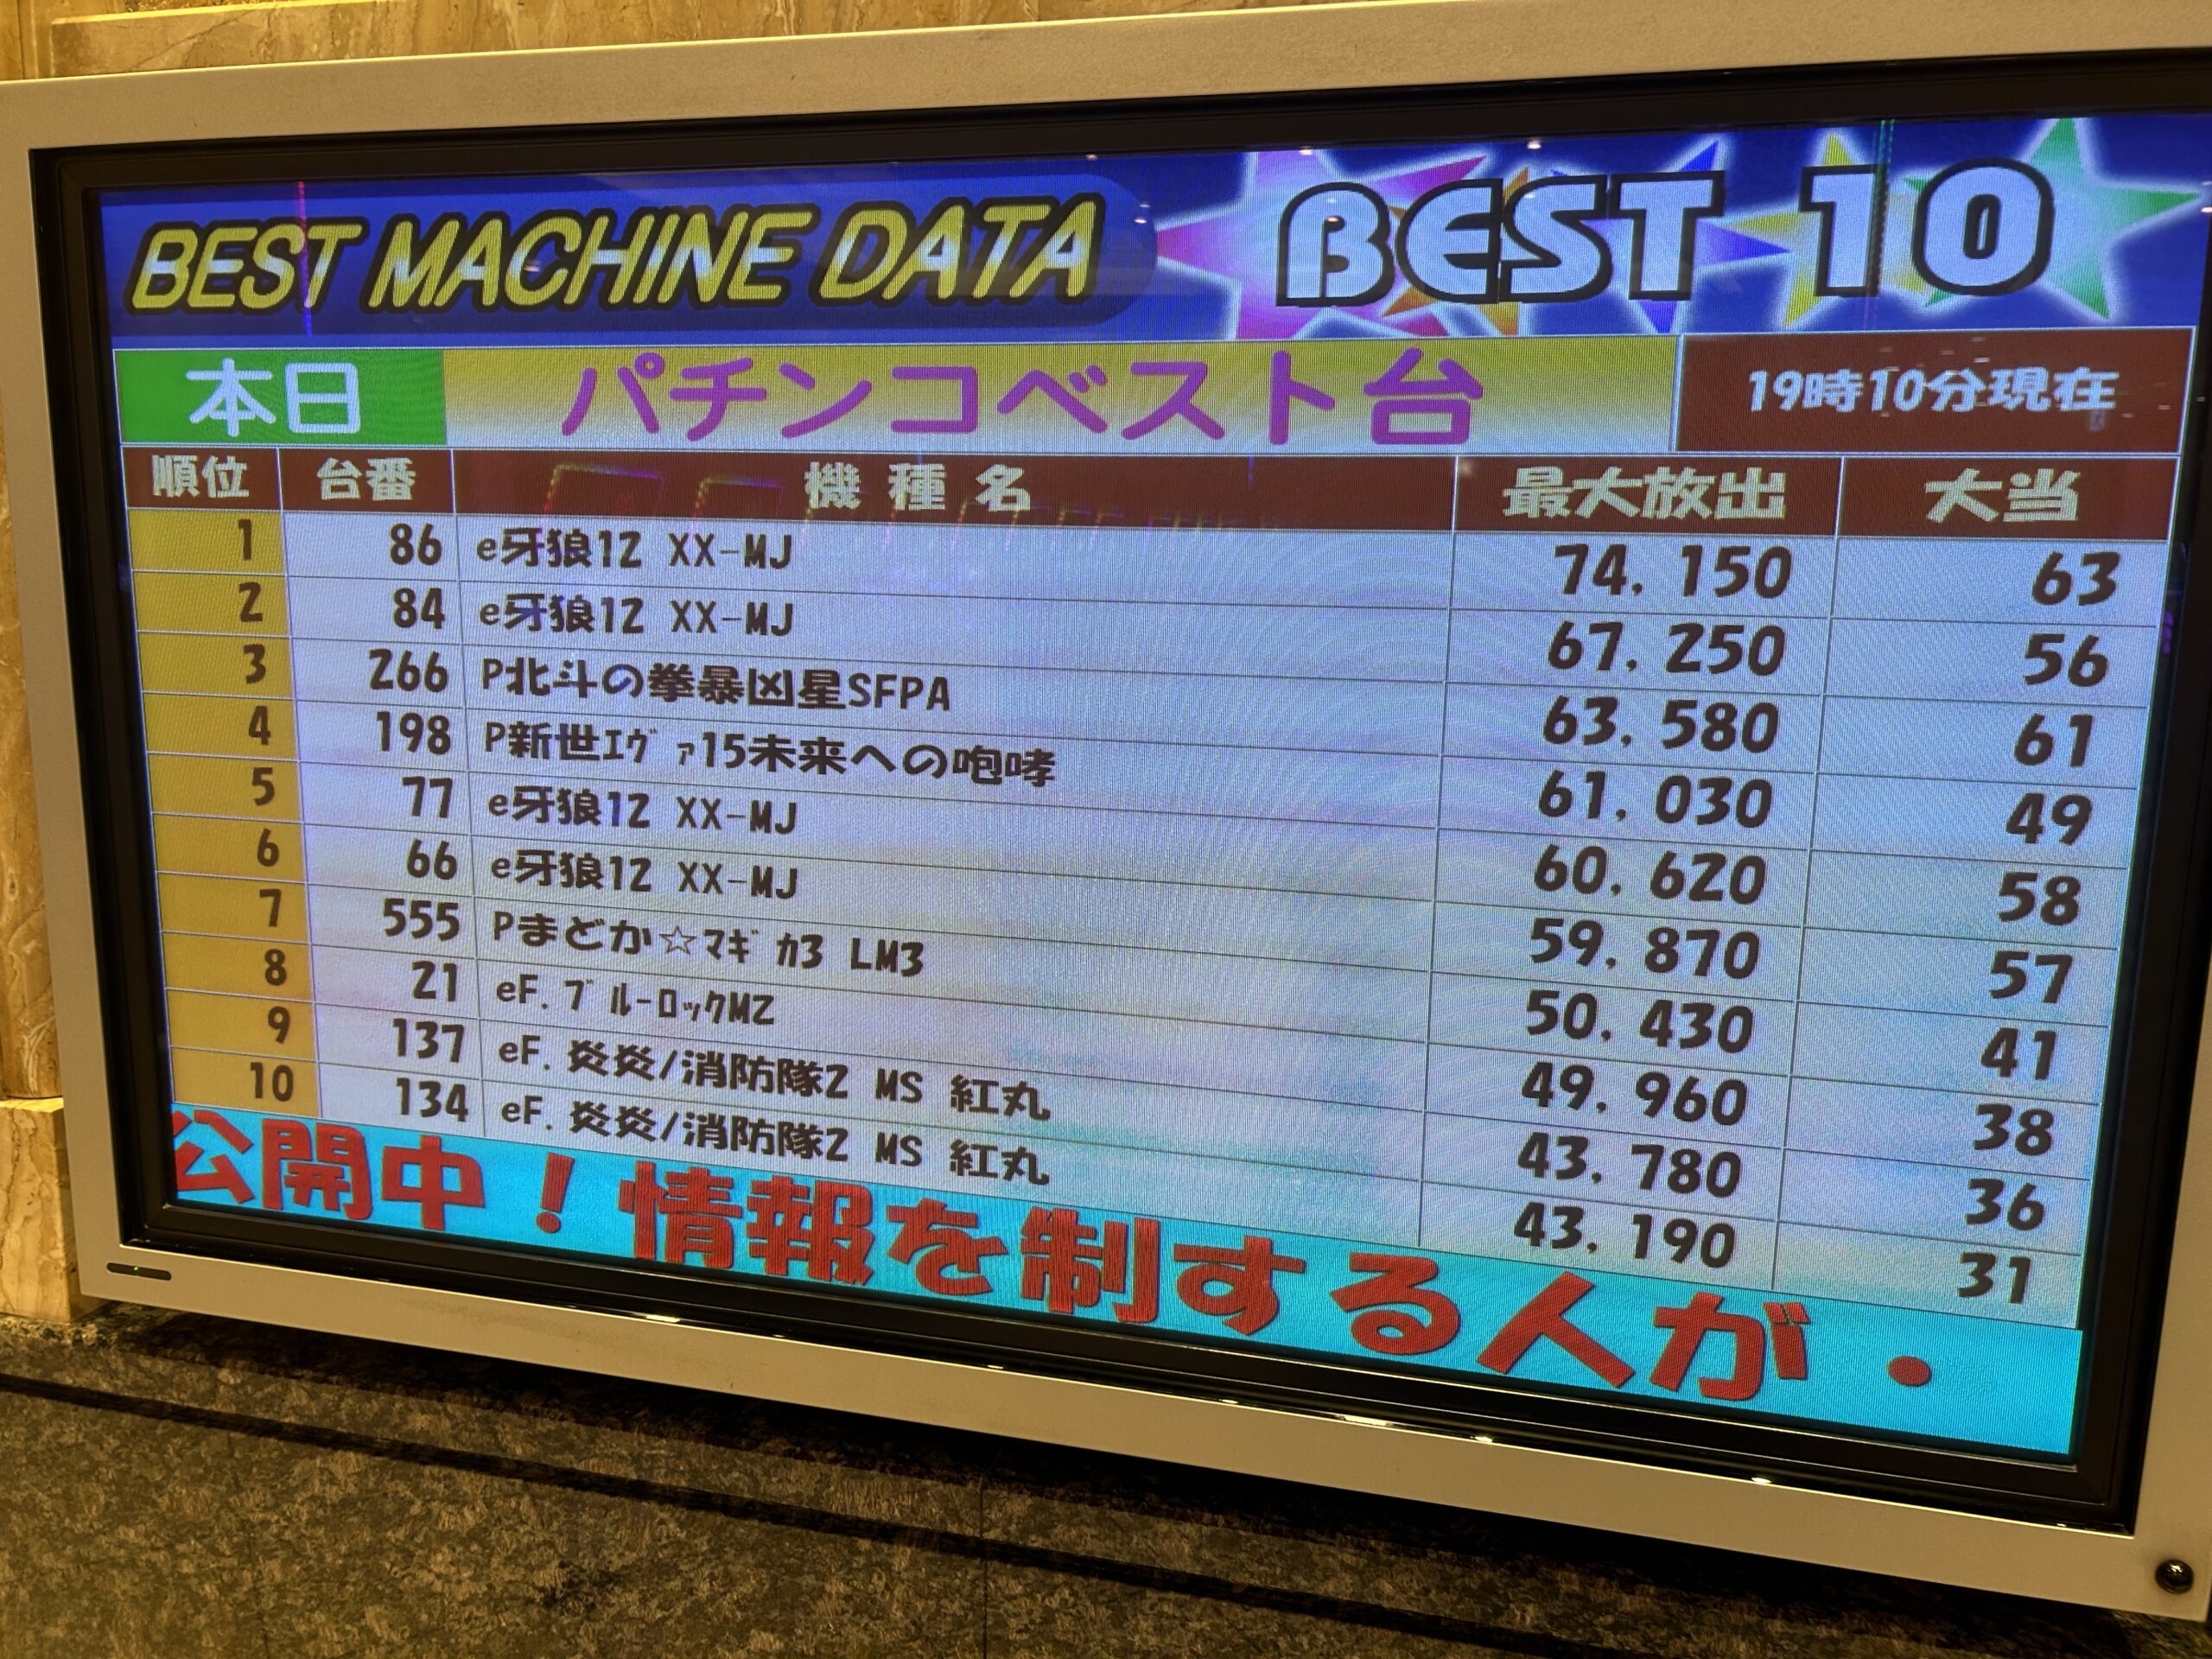 BEST MACHINE DATA BEST 10
本日 パチンコベスト台 19時10分現在
順位 台番 機種名 最大放出 大当
1 86 e牙狼12 XX-MJ 74,150 63
2 84 e牙狼12 XX-MJ 67,250 56
3 266 P北斗の拳暴凶星SFPA 63,580 61
4 198 P新世ｴｳﾞｧ15未来への咆哮 61,030 49
5 77 e牙狼12 XX-MJ 60,620 58
6 66 e牙狼12 XX-MJ 59,870 57
7 555 Pまどか☆ﾏｷﾞｶ3 LM3 50,430 41
8 21 eF.ﾌﾞﾙｰﾛｯｸM2 49,960 38
9 137 eF.炎炎/消防隊2 MS 紅丸 43,780 36
10 134 eF.炎炎/消防隊2 MS 紅丸 43,190 31
公開中！情報を制する人が・